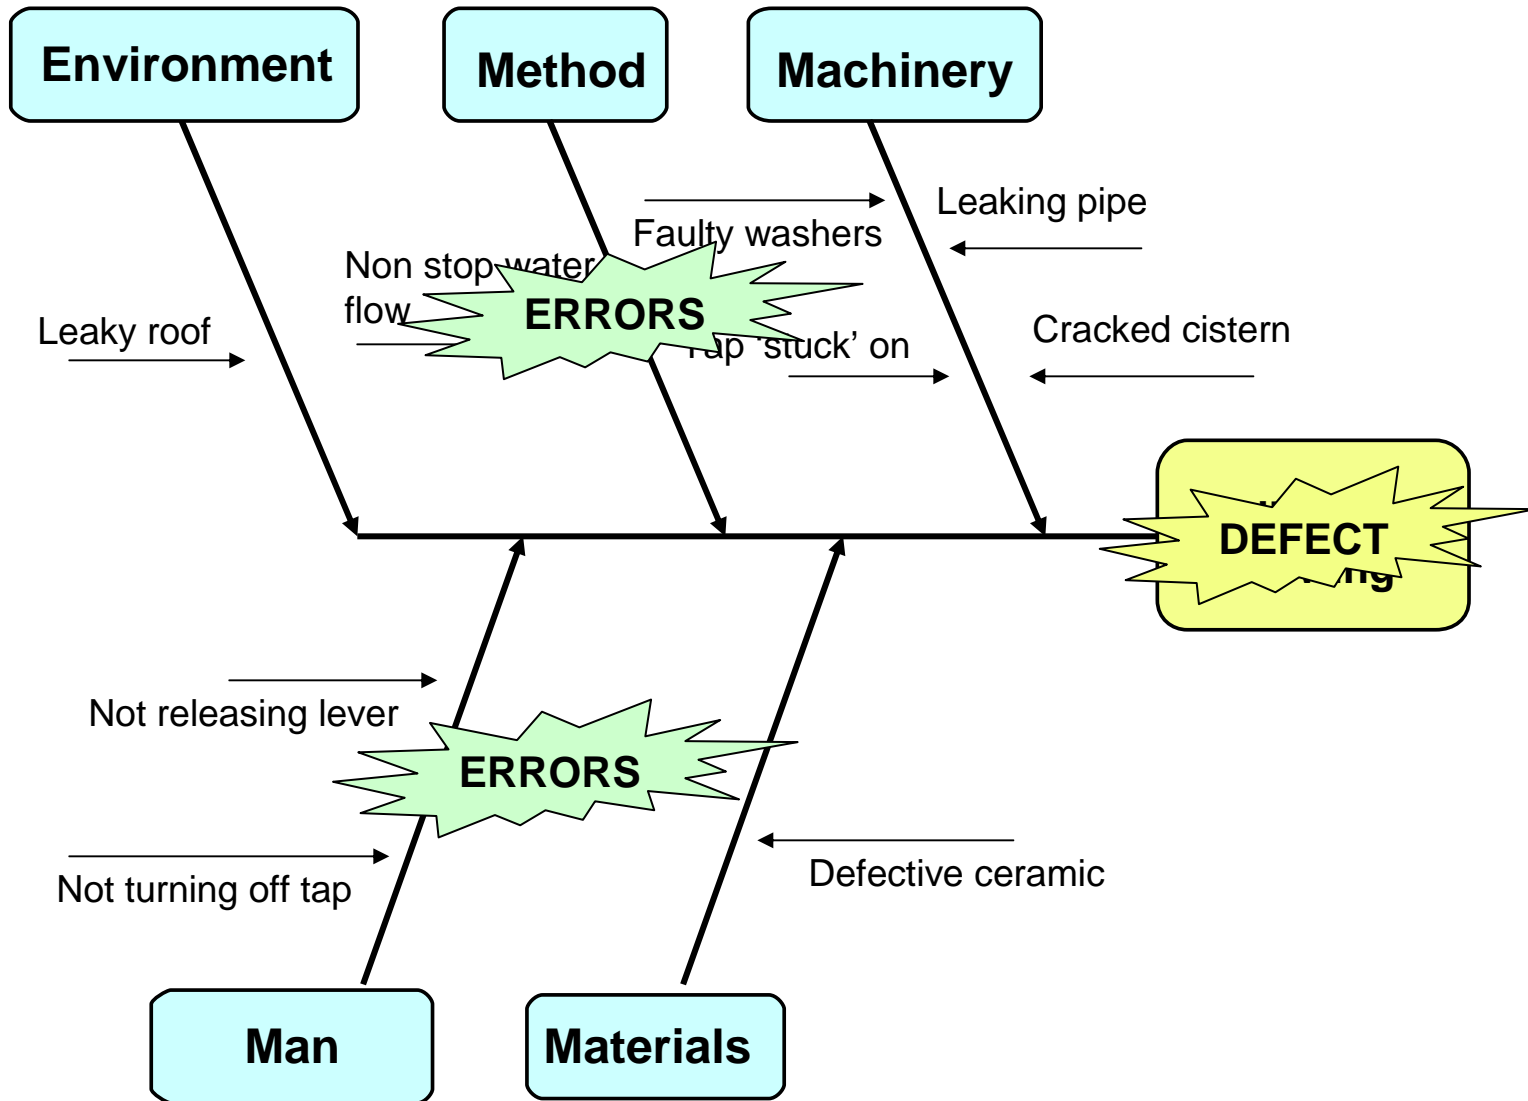 Environment
Method
Machinery
Leaking pipe
Faulty washers
Non stop water
flow
ERRORS
Leaky roof
Tap ‘stuck’ on
Cracked cistern
DEFECT
Not releasing lever
ERRORS
Not turning off tap
Defective ceramic
Man
Materials